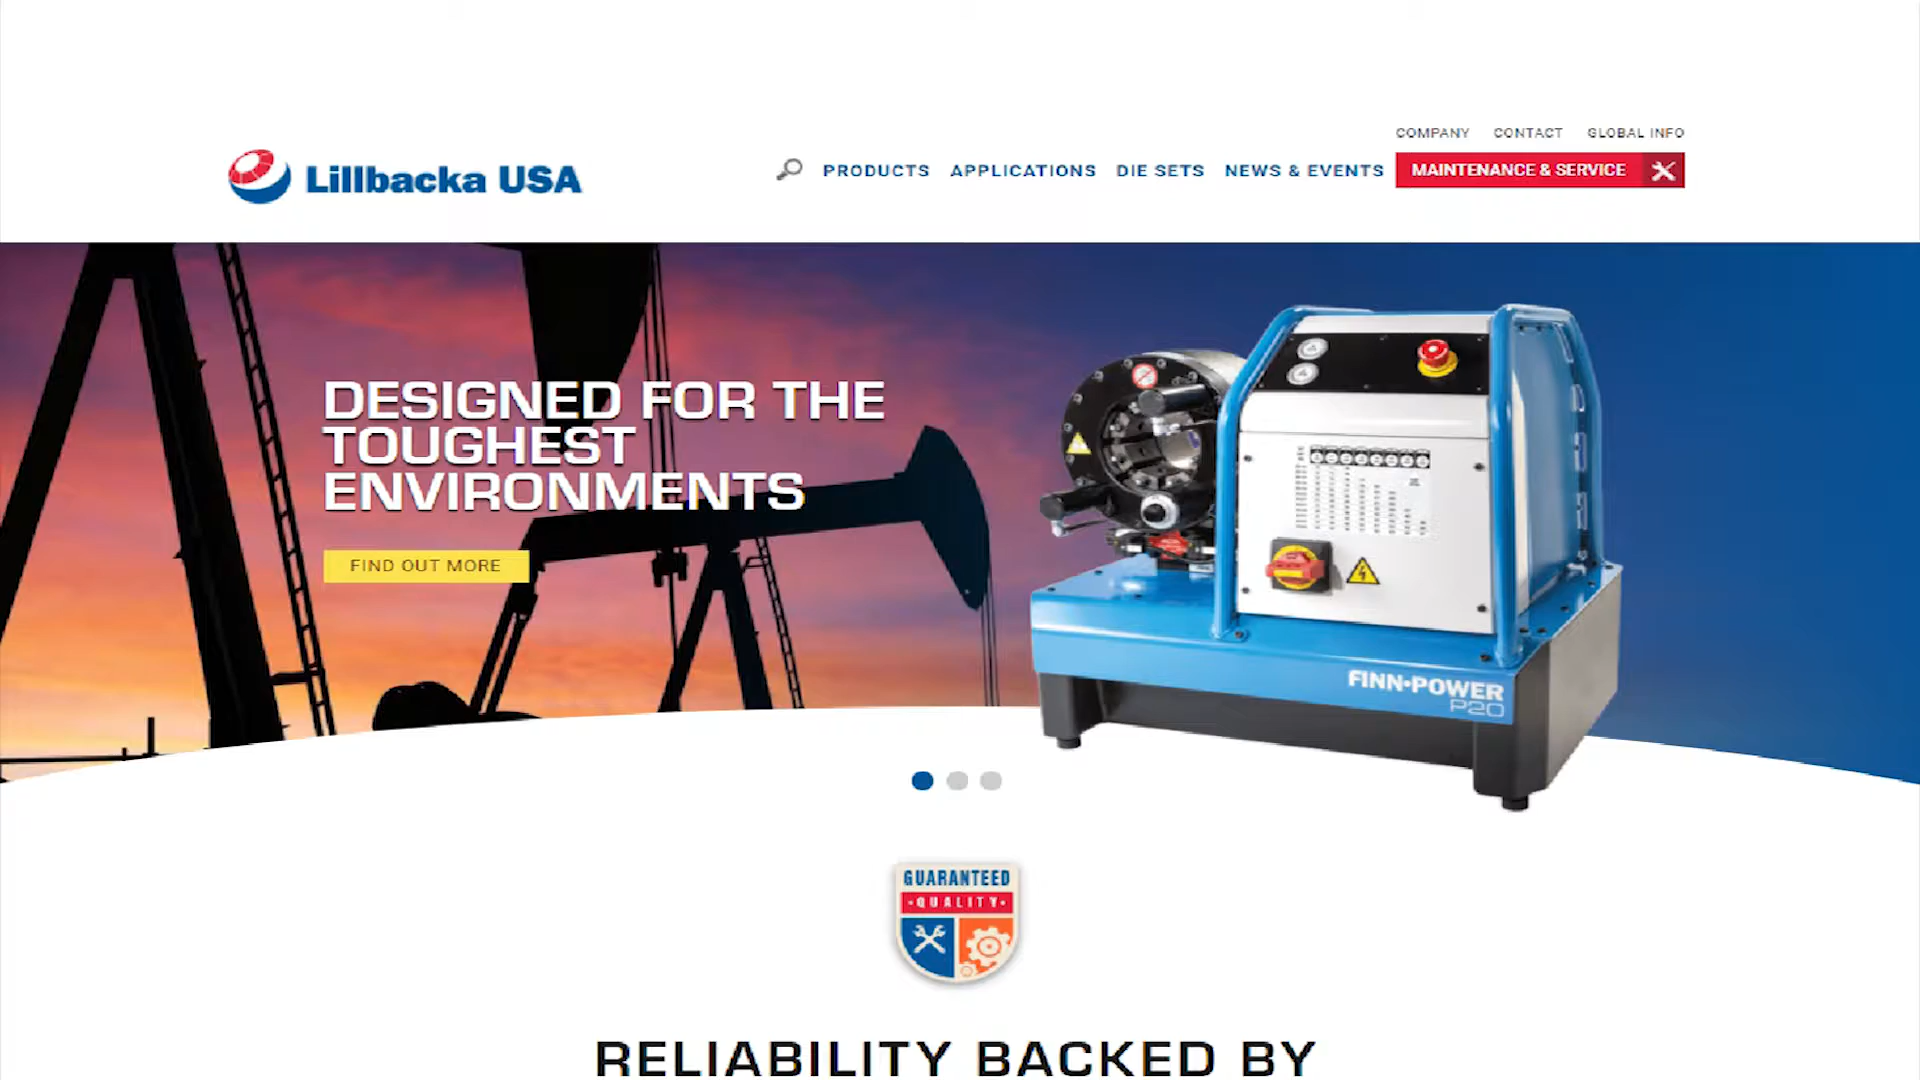 COMPANY CONTACT GLOBAL INFO
Lillbacka USA
PRODUCTS APPLICATIONS DIE SETS NEWS & EVENTS MAINTENANCE & SERVICE
DESIGNED FOR THE
TOUGHEST
ENVIRONMENTS
FIND OUT MORE
FINN-POWER
P20
GUARANTEED
•QUALITY•
RELIABILITY BACKED BY